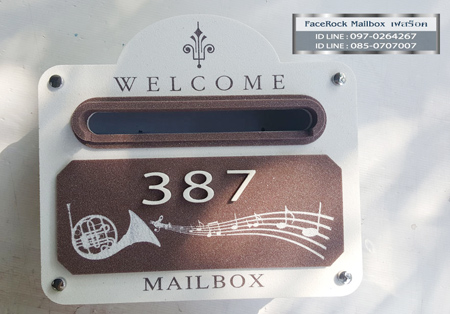 FaceRock Mailbox เฟสร็อค
ID LINE : 097-0264267
ID LINE : 085-0707007
WELCOME
387
MAILBOX